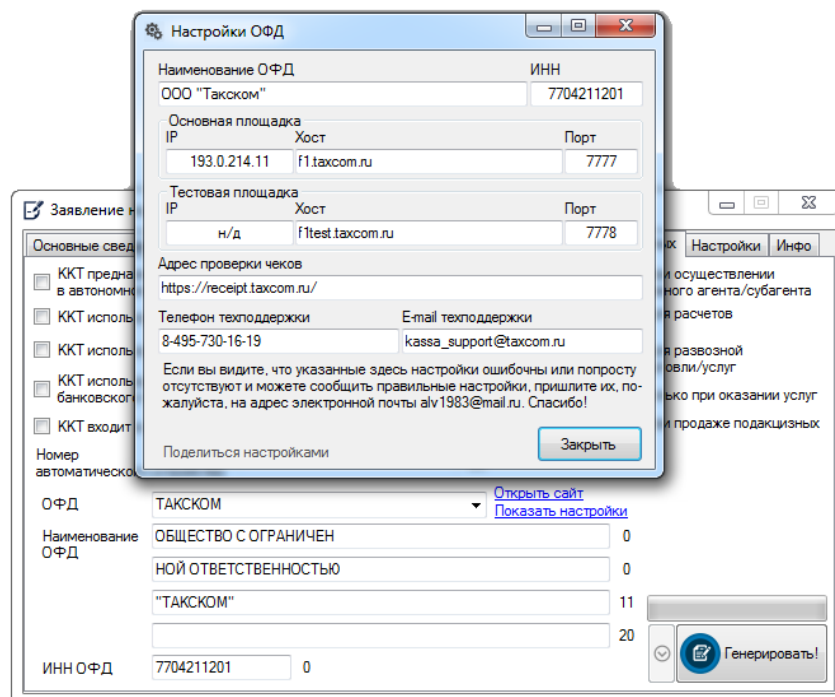 Настройки ОФД
Наименование ОФД ИНН
ООО "Такском" 7704211201
Основная площадка
IP Хост Порт
193.0.214.11 f1.taxcom.ru 7777
Тестовая площадка
IP Хост Порт
н/д f1test.taxcom.ru 7778
Адрес проверки чеков
https://receipt.taxcom.ru/
Телефон техподдержки E-mail техподдержки
8-495-730-16-19 kassa_support@taxcom.ru
Если вы видите, что указанные здесь настройки ошибочны или попросту
отсутствуют и можете сообщить правильные настройки, пришлите их, по-
жалуйста, на адрес электронной почты alv1983@mail.ru. Спасибо!
Поделиться настройками Закрыть
Заявление н
Основные свед ых Настройки Инфо
ККТ предна и осуществлении
в автономно ного агента/субагента
ККТ исполь я расчетов
ККТ исполь я развозной
овли/услуг
ККТ исполь
банковского ько при оказании услуг
ККТ входит и продаже подакцизных
Номер
автоматическо
ОФД ТАКСКОМ Открыть сайт
Показать настройки
Наименование ОФД ОБЩЕСТВО С ОГРАНИЧЕН 0
НОЙ ОТВЕТСТВЕННОСТЬЮ 0
"ТАКСКОМ" 11
20
Генерировать!
ИНН ОФД 7704211201 0